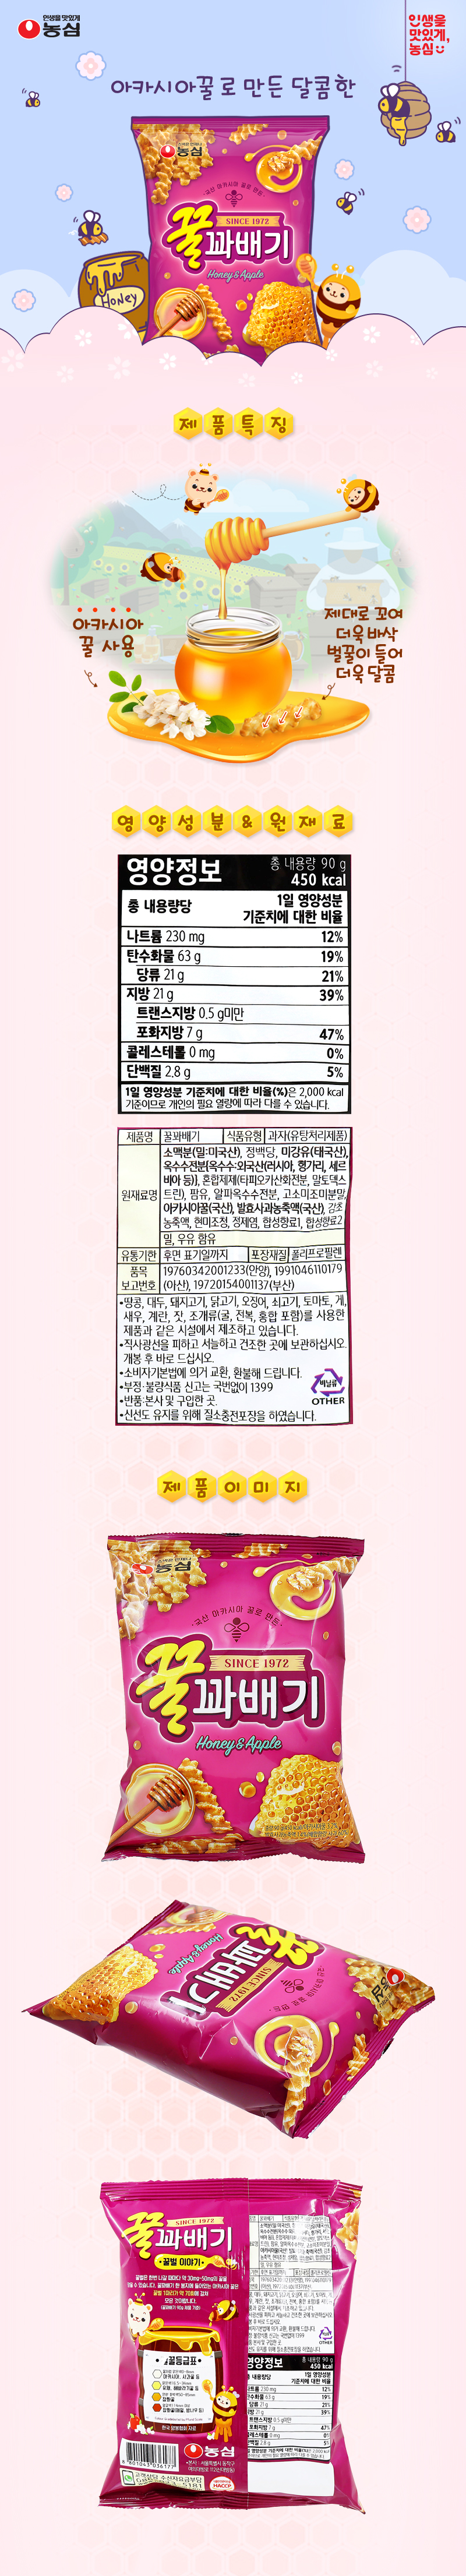 인생을 맛있게
농심
인생을
맛있게,
농심
아카시아꿀로 만든 달콤한
농심
국산 아카시아 꿀로 만든
SINCE 1972
꿀꽈배기
Honey & Apple
Honey
제품특징
아카시아
꿀 사용
제대로 꼬여
더욱 바삭
벌꿀이 들어
더욱 달콤
영양성분&원재료
영양정보
총 내용량 90 g
450 kcal
총 내용량당
1일 영양성분
기준치에 대한 비율
나트륨 230 mg 12%
탄수화물 63 g 19%
당류 21 g 21%
지방 21 g 39%
트랜스지방 0.5 g미만
포화지방 7 g 47%
콜레스테롤 0 mg 0%
단백질 2.8 g 5%
1일 영양성분 기준치에 대한 비율(%)은 2,000 kcal
기준이므로 개인의 필요 열량에 따라 다를 수 있습니다.
제품명 꿀꽈배기 식품유형 과자(유탕처리제품)
원재료명
소맥분(밀:미국산), 정백당, 미강유(태국산),
옥수수전분(옥수수:외국산(러시아, 헝가리, 세르
비아 등)), 혼합제제(타피오카산화전분, 말토덱스
트린), 팜유, 알파옥수수전분, 고소미조미분말,
아카시아꿀(국산), 발효사과농축액(국산), 감초
농축액, 현미조청, 정제염, 합성향료1, 합성향료2
밀, 우유 함유
유통기한 후면 표기일까지 포장재질 폴리프로필렌
품목
보고번호
19760342001233(안양), 1991046110179
(아산), 19720154001137(부산)
•땅콩, 대두, 돼지고기, 닭고기, 오징어, 쇠고기, 토마토, 게,
새우, 계란, 잣, 조개류(굴, 전복, 홍합 포함)를 사용한
제품과 같은 시설에서 제조하고 있습니다.
•직사광선을 피하고 서늘하고 건조한 곳에 보관하십시오.
개봉 후 바로 드십시오.
•소비자기본법에 의거 교환, 환불해 드립니다.
•부정·불량식품 신고는 국번없이 1399
•반품:본사 및 구입한 곳.
•신선도 유지를 위해 질소충전포장을 하였습니다.
비닐류
OTHER
제품이미지
농심
국산 아카시아 꿀로 만든
SINCE 1972
꿀꽈배기
Honey & Apple
SINCE 1972
꿀꽈배기
Honey & Apple
SINCE 1972
꿀꽈배기
꿀벌 이야기
꿀등급표
농심
HACCP
영양정보
총 내용량 90 g
450 kcal
1일 영양성분
기준치에 대한 비율
OTHER